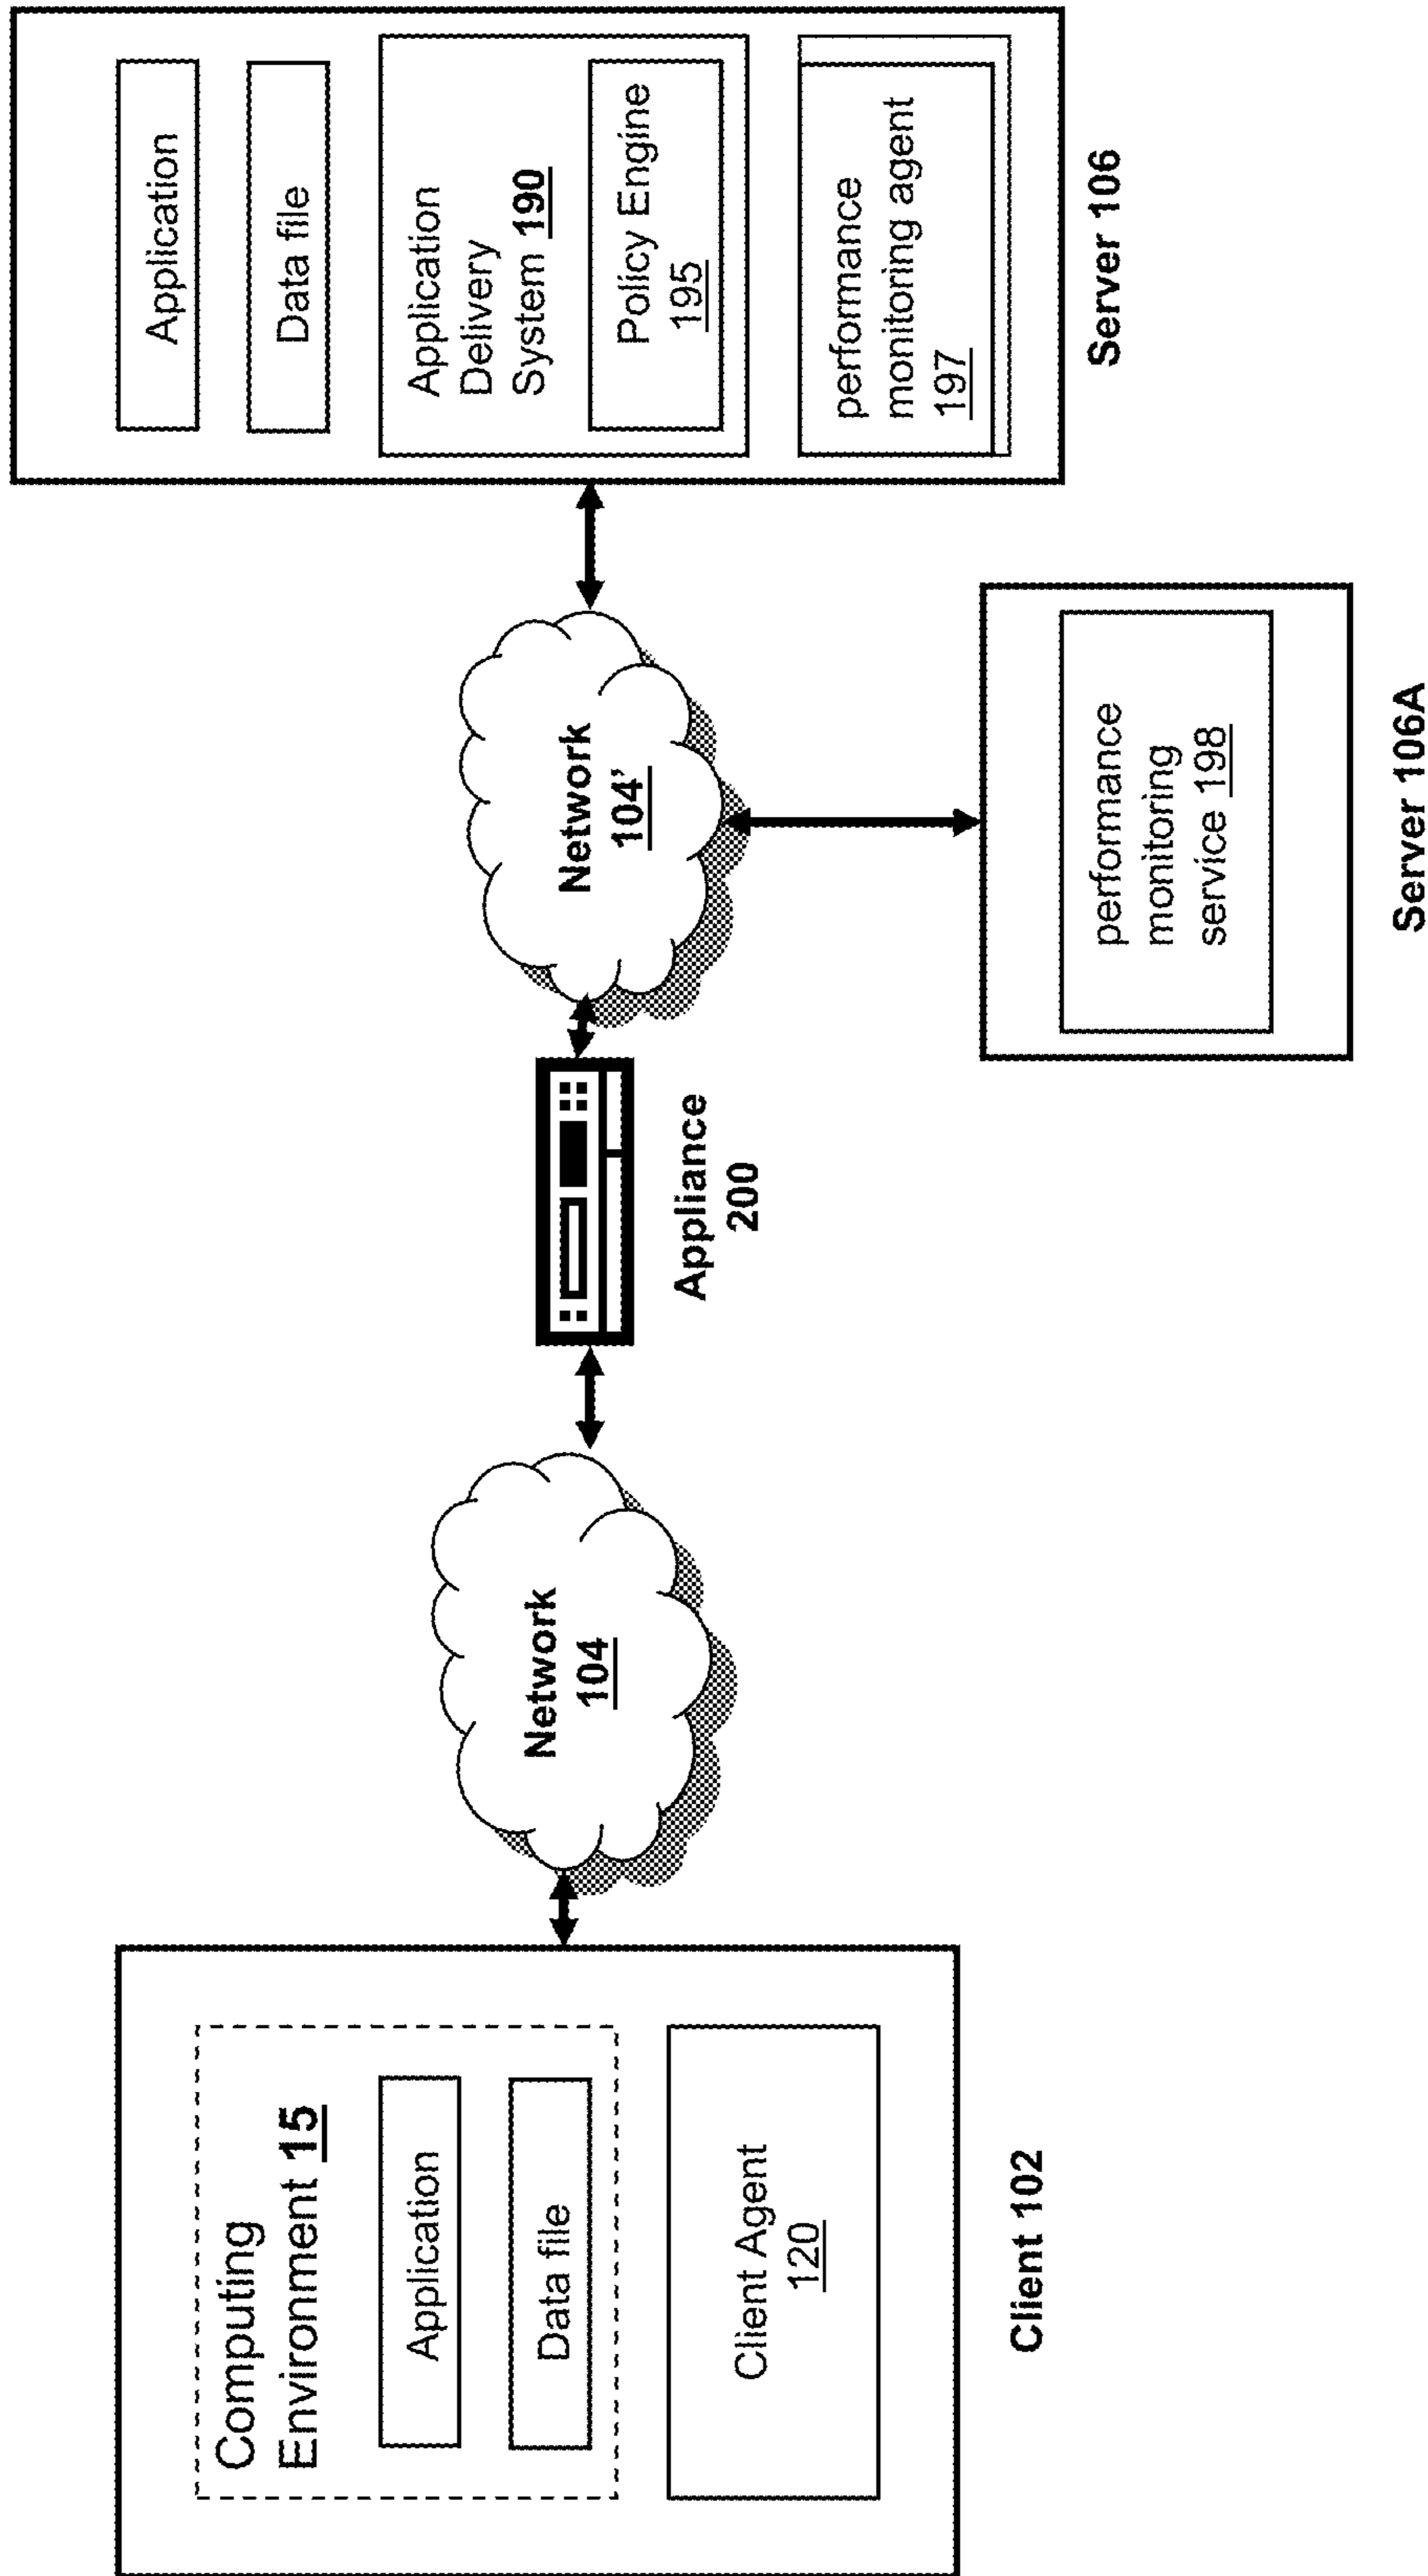 Computing
Environment 15
Application
Data file
Client Agent
120
Client 102
Network
104
Appliance
200
Network
104'
performance
monitoring
service 198
Server 106A
Application
Data file
Application
Delivery
System 190
Policy Engine
195
performance
monitoring agent
197
Server 106